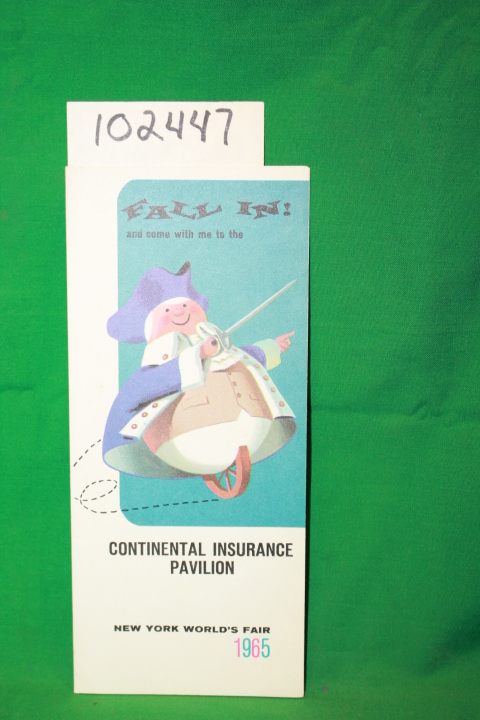 102447
FALL IN!
and come with me to the
CONTINENTAL INSURANCE
PAVILION
NEW YORK WORLD'S FAIR
1965